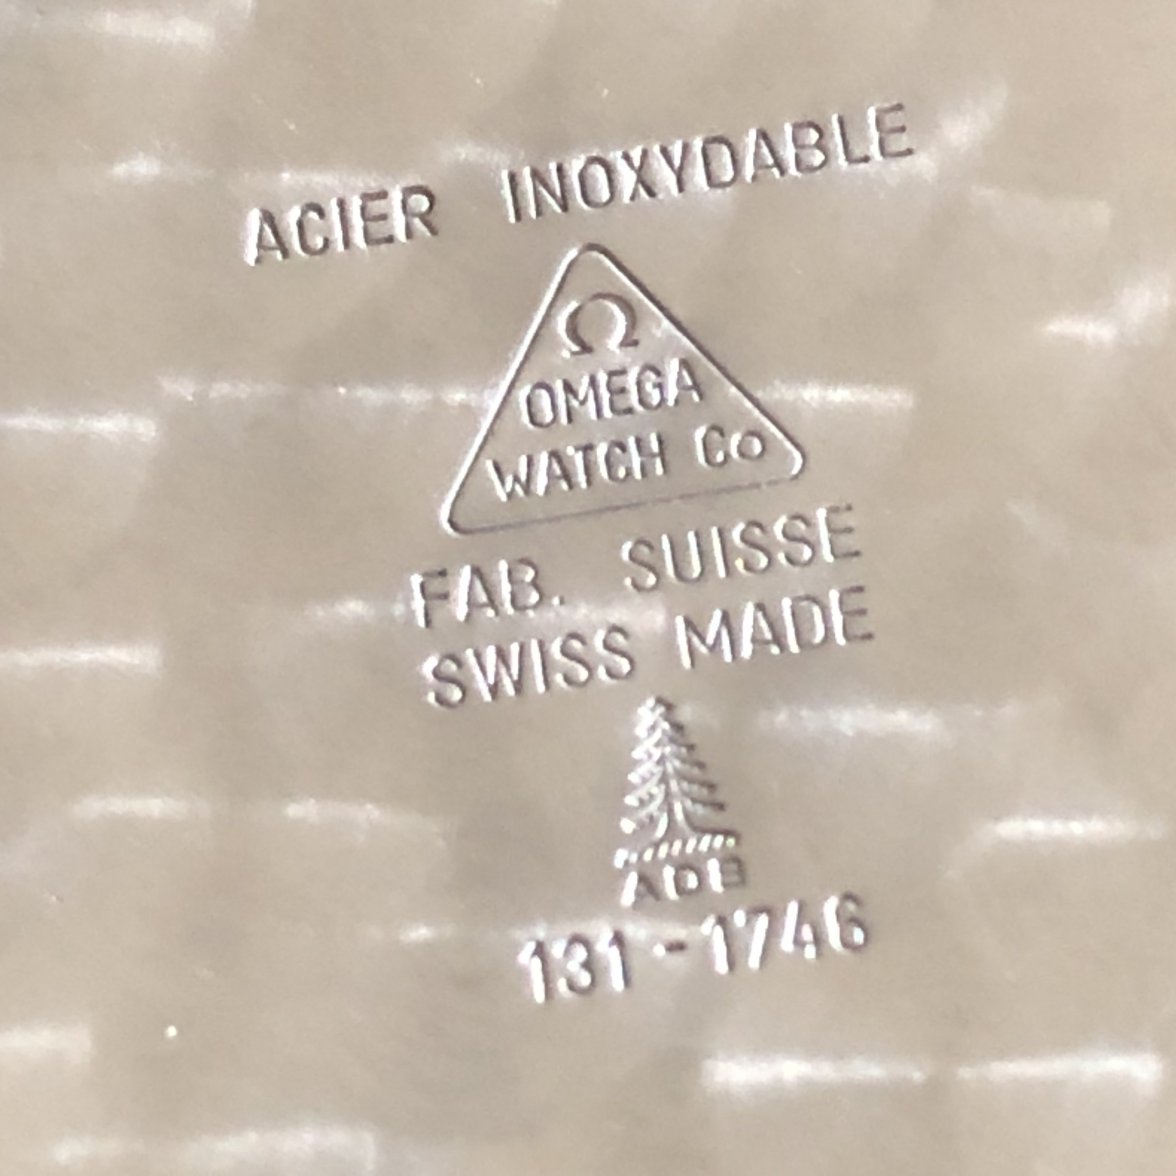 ACIER INOXYDABLE
Ω
OMEGA
WATCH Co
FAB. SUISSE
SWISS MADE
ADB
131-1746